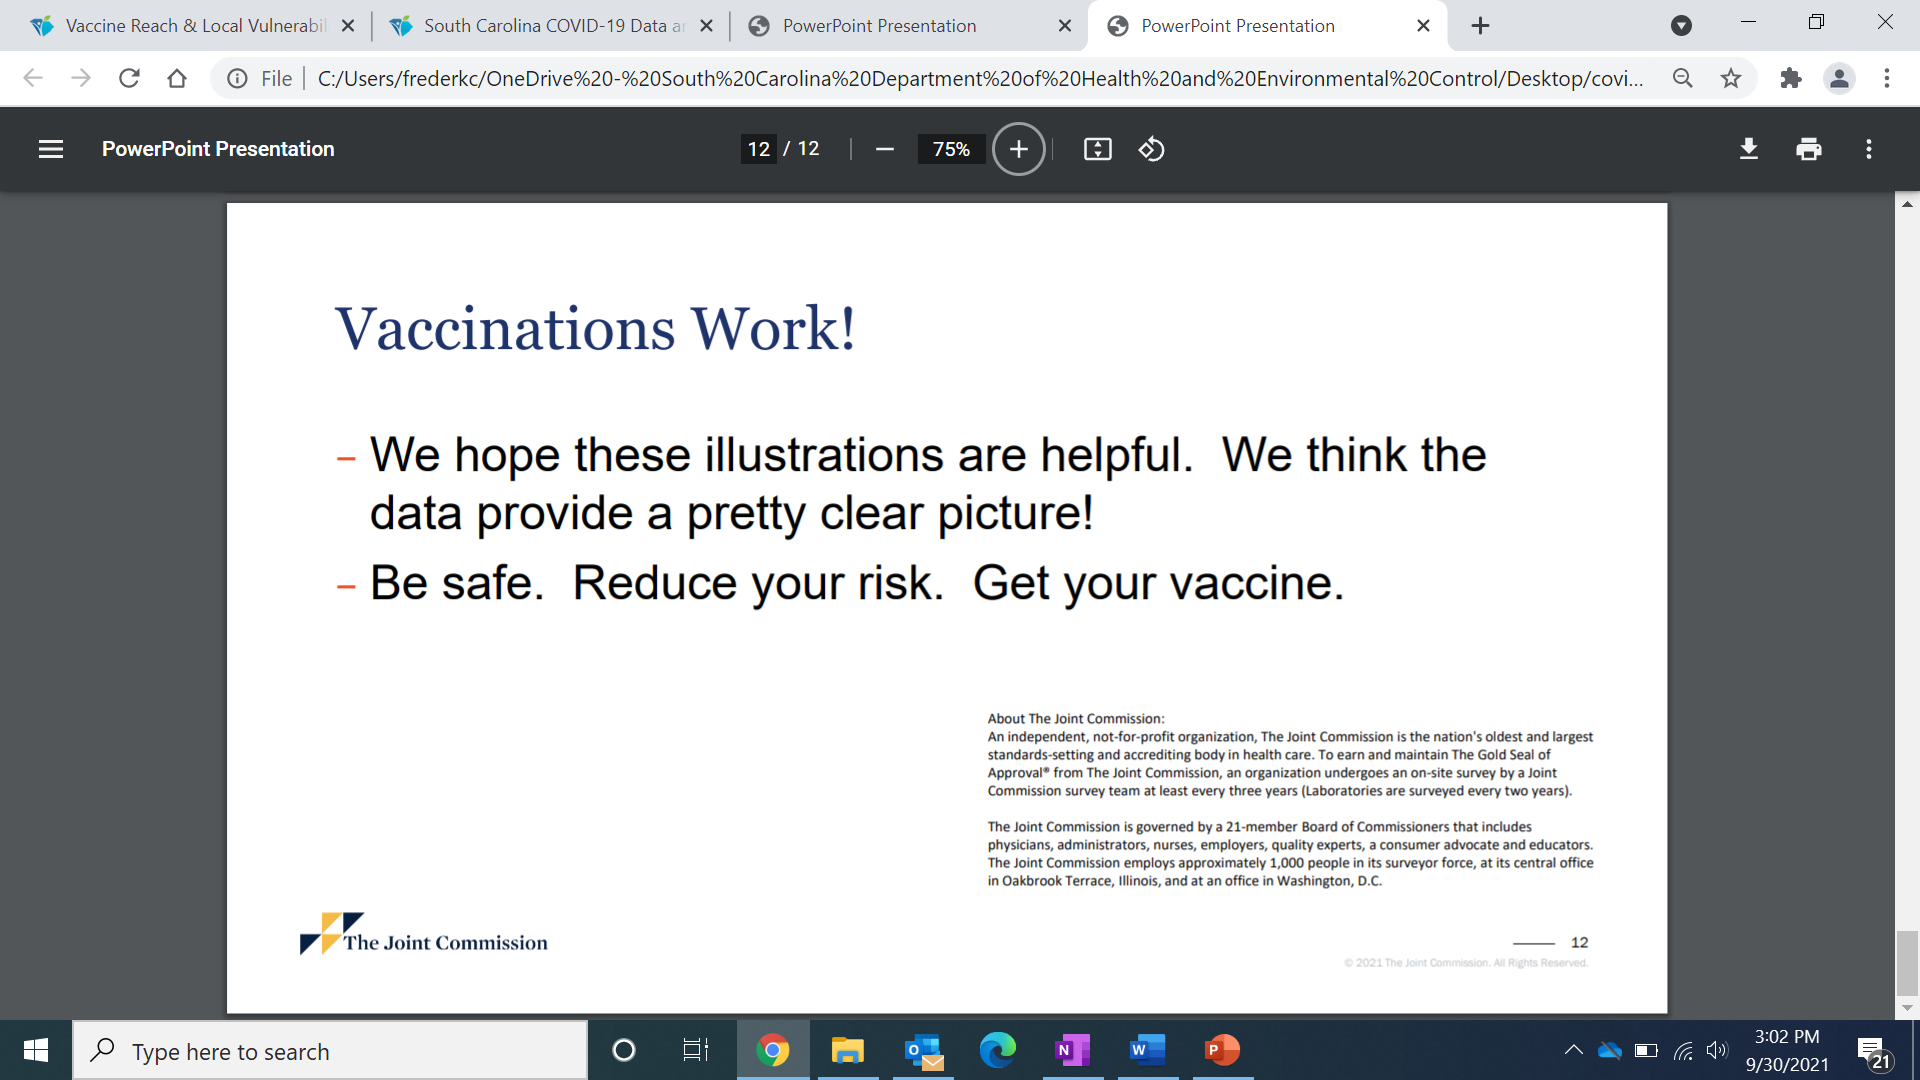 Vaccine Reach & Local Vulnerabil
South Carolina COVID-19 Data a
PowerPoint Presentation
PowerPoint Presentation
File
C:/Users/frederkc/OneDrive%20-%20South%20Carolina%20Department%20of%20Health%20and%20Environmental%20Control/Desktop/covi...
PowerPoint Presentation
12 / 12
75%
Vaccinations Work!
– We hope these illustrations are helpful. We think the
data provide a pretty clear picture!
– Be safe. Reduce your risk. Get your vaccine.
About The Joint Commission:
An independent, not-for-profit organization, The Joint Commission is the nation's oldest and largest
standards-setting and accrediting body in health care. To earn and maintain The Gold Seal of
Approval® from The Joint Commission, an organization undergoes an on-site survey by a Joint
Commission survey team at least every three years (Laboratories are surveyed every two years).
The Joint Commission is governed by a 21-member Board of Commissioners that includes
physicians, administrators, nurses, employers, quality experts, a consumer advocate and educators.
The Joint Commission employs approximately 1,000 people in its surveyor force, at its central office
in Oakbrook Terrace, Illinois, and at an office in Washington, D.C.
The Joint Commission
12
© 2021 The Joint Commission. All Rights Reserved.
Type here to search
3:02 PM
9/30/2021
21